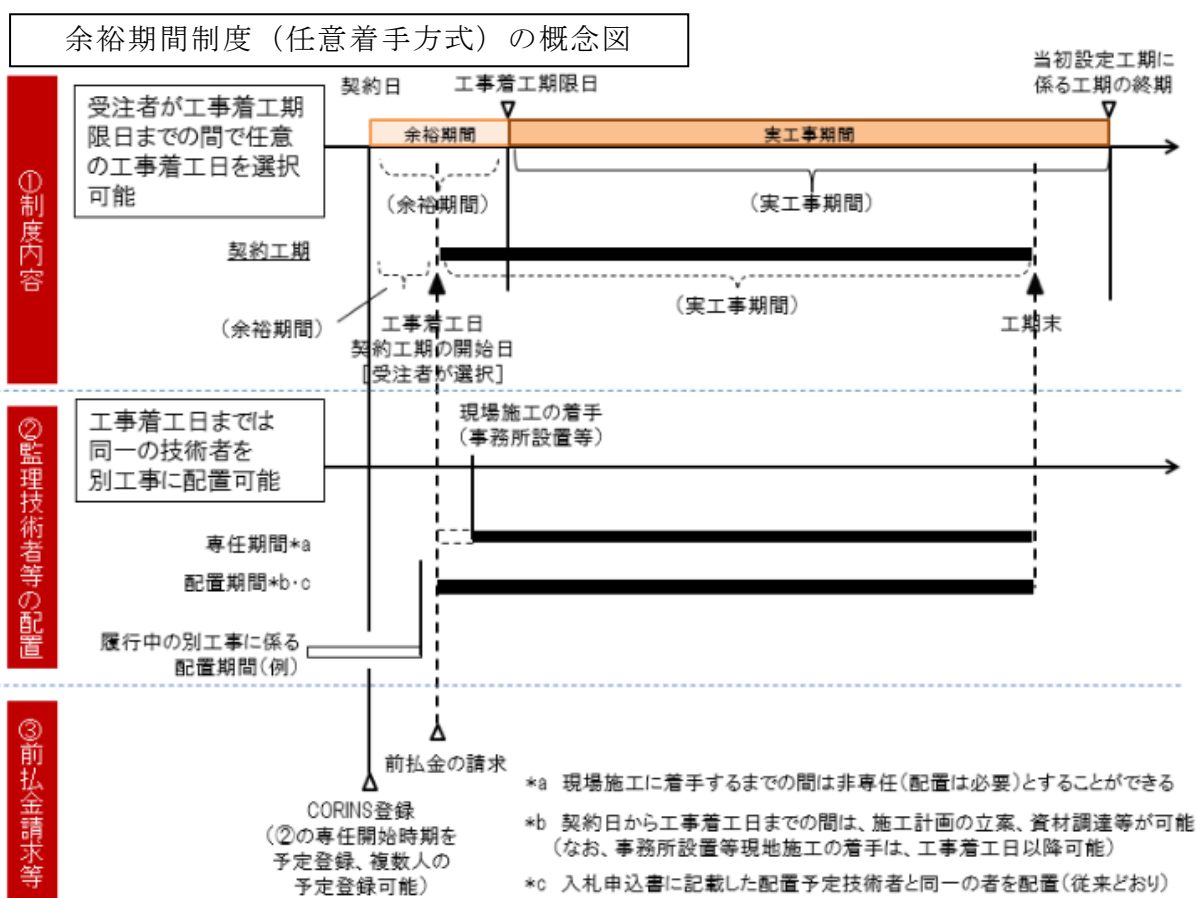 余裕期間制度（任意着手方式）の概念図
①制度内容
受注者が工事着工期
限日までの間で任意
の工事着工日を選択
可能
契約日
工事着工期限日
当初設定工期に
係る工期の終期
余裕期間
実工事期間
（余裕期間）
（実工事期間）
契約工期
（余裕期間）
（実工事期間）
工事着工日
契約工期の開始日
［受注者が選択］
工期末
②監理技術者等の配置
工事着工日までは
同一の技術者を
別工事に配置可能
現場施工の着手
（事務所設置等）
専任期間*a
配置期間*b・c
履行中の別工事に係る
配置期間（例）
③前払金請求等
前払金の請求
CORINS登録
（②の専任開始時期を
予定登録、複数人の
予定登録可能）
*a 現場施工に着手するまでの間は非専任（配置は必要）とすることができる
*b 契約日から工事着工日までの間は、施工計画の立案、資材調達等が可能
（なお、事務所設置等現地施工の着手は、工事着工日以降可能）
*c 入札申込書に記載した配置予定技術者と同一の者を配置（従来どおり）